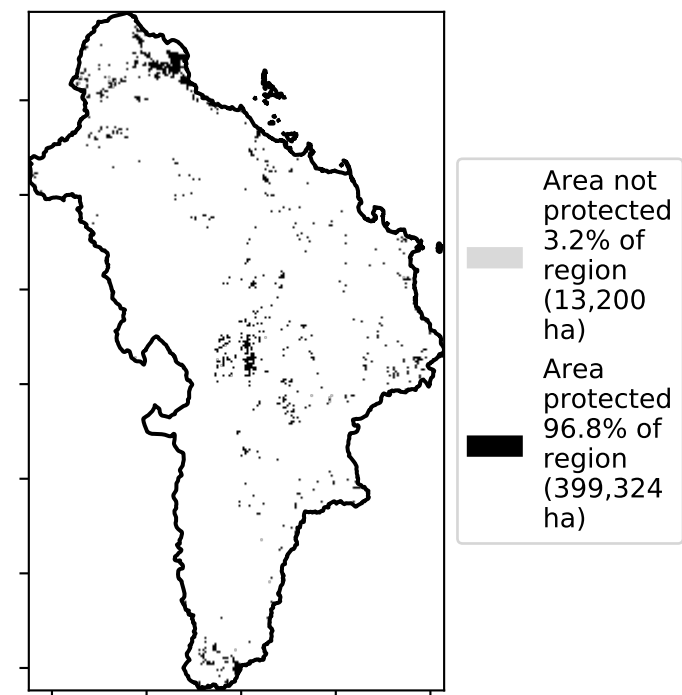 Area not
protected
3.2% of
region
(13,200
ha)
Area
protected
96.8% of
region
(399,324
ha)